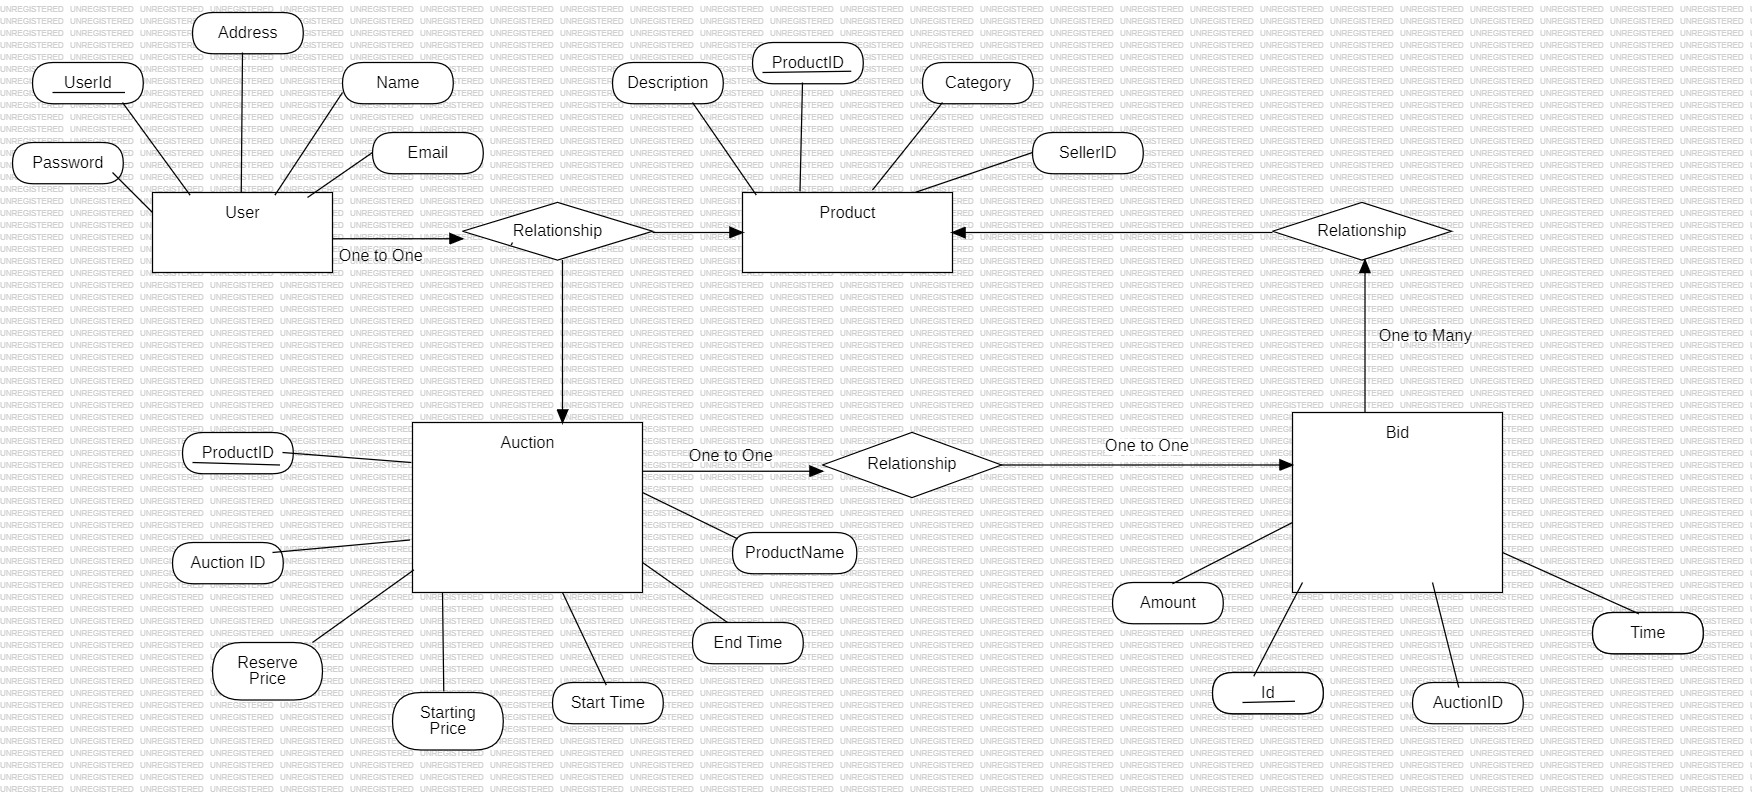 Address
UserId
Name
Password
Email
User
One to One
Relationship
Description
ProductID
Category
SellerID
Product
Relationship
One to Many
ProductID
Auction
Auction ID
Reserve
Price
Starting
Price
Start Time
End Time
ProductName
One to One
Relationship
One to One
Bid
Amount
Id
AuctionID
Time
UNREGISTERED